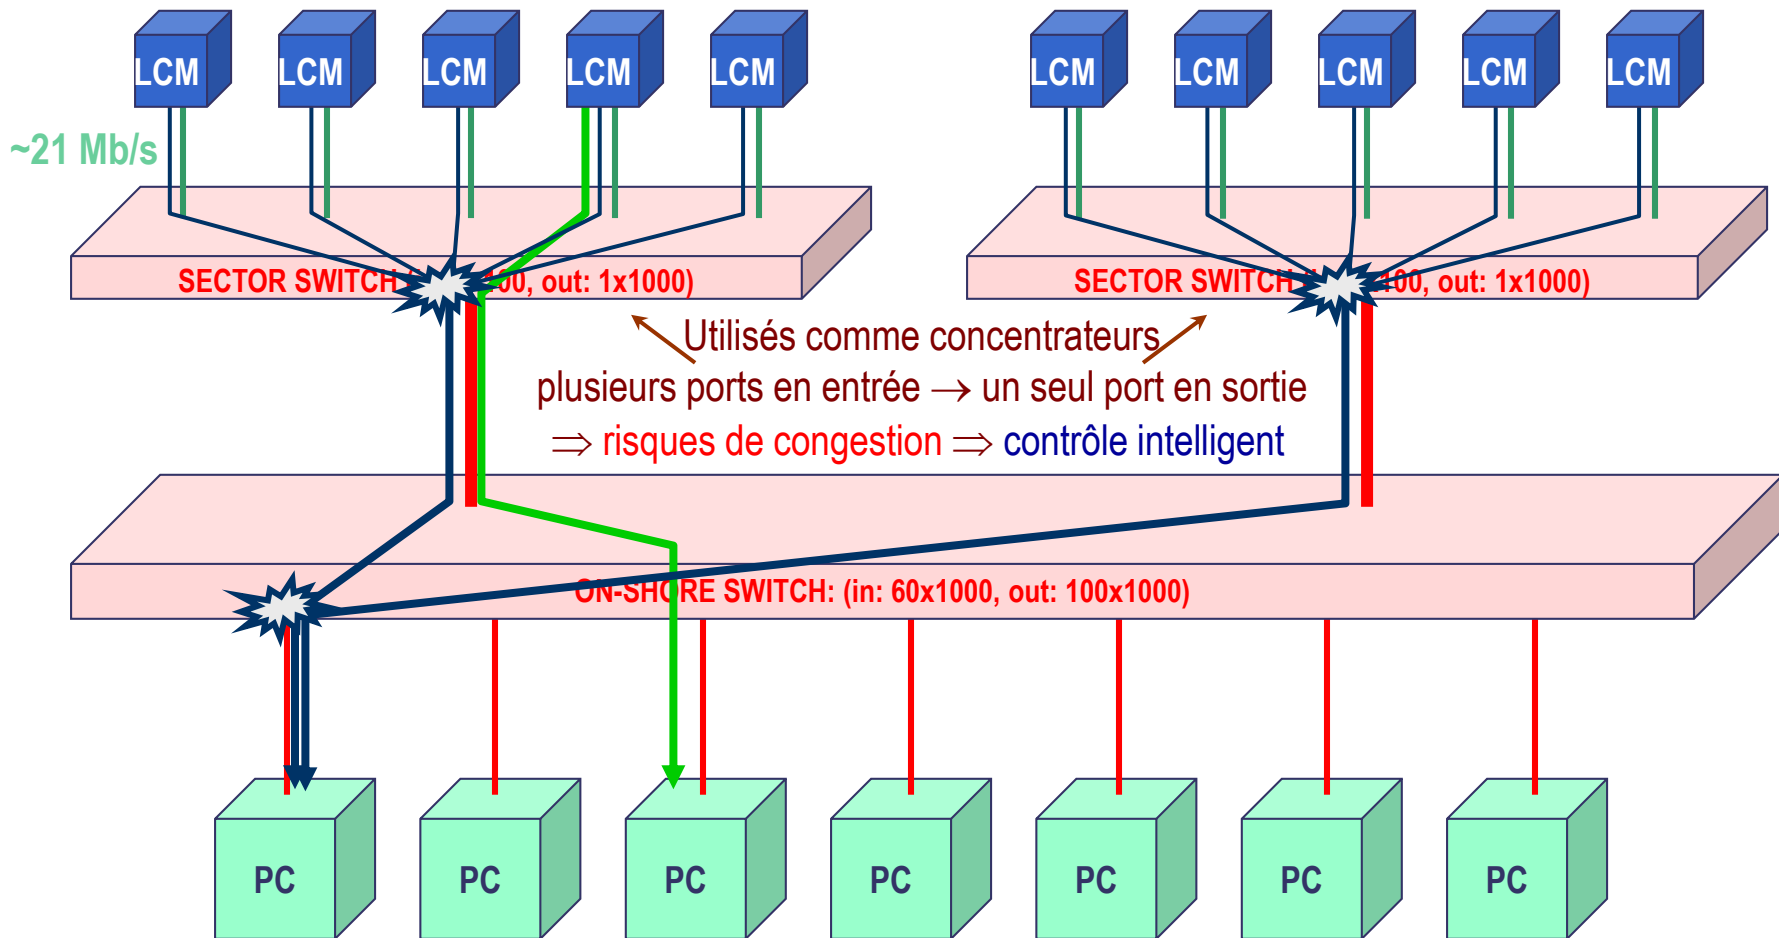 LCM LCM LCM LCM LCM LCM LCM LCM LCM LCM
~21 Mb/s
SECTOR SWITCH 100, out: 1x1000) SECTOR SWITCH 100, out: 1x1000)
Utilisés comme concentrateurs
plusieurs ports en entrée → un seul port en sortie
⇒ risques de congestion ⇒ contrôle intelligent
ON-SHORE SWITCH: (in: 60x1000, out: 100x1000)
PC PC PC PC PC PC PC